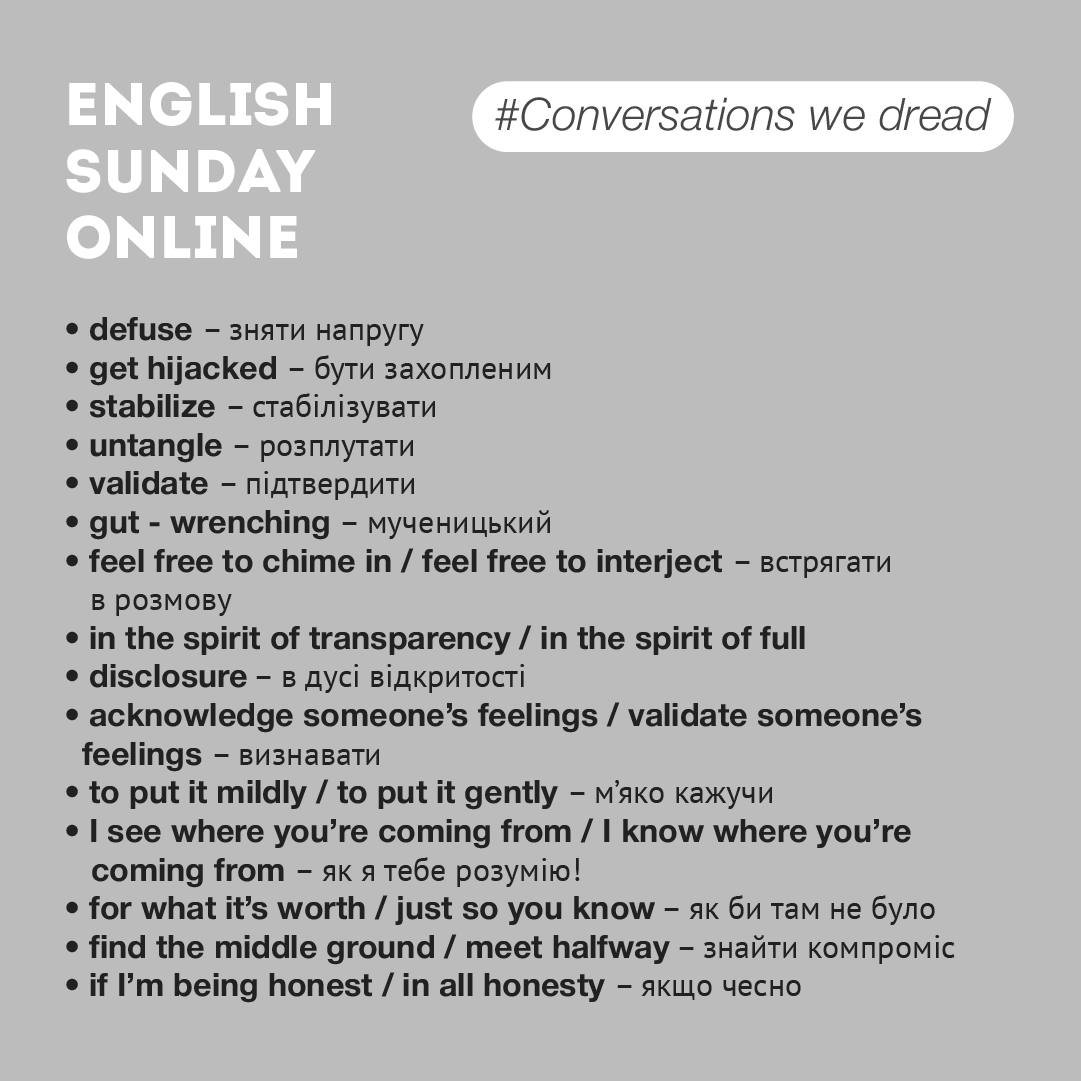 ENGLISH
SUNDAY
ONLINE
#Conversations we dread
• defuse – зняти напругу
• get hijacked – бути захопленим
• stabilize – стабілізувати
• untangle – розплутати
• validate – підтвердити
• gut - wrenching – мученицький
• feel free to chime in / feel free to interject – встрягати
в розмову
• in the spirit of transparency / in the spirit of full
• disclosure – в дусі відкритості
• acknowledge someone’s feelings / validate someone’s
feelings – визнавати
• to put it mildly / to put it gently – м’яко кажучи
• I see where you’re coming from / I know where you’re
coming from – як я тебе розумію!
• for what it’s worth / just so you know – як би там не було
• find the middle ground / meet halfway – знайти компроміс
• if I’m being honest / in all honesty – якщо чесно